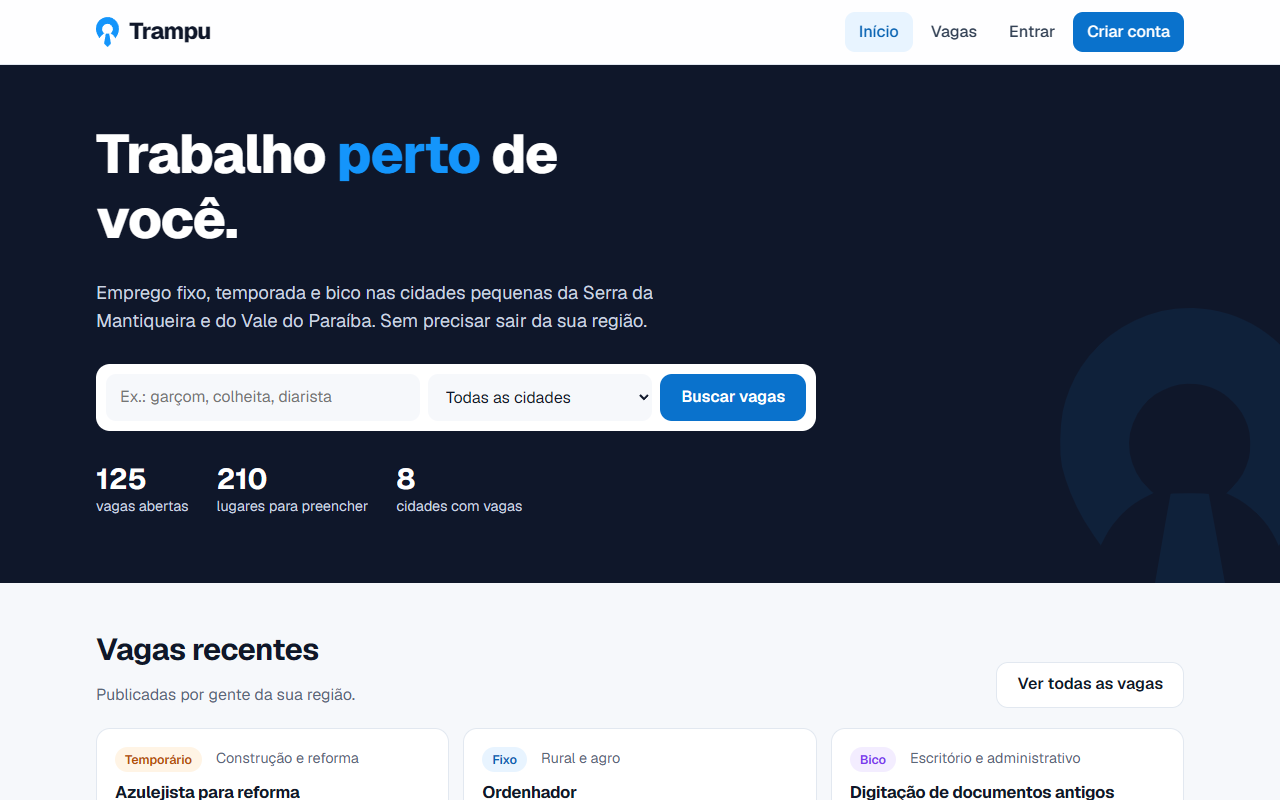 Trampu
Início
Vagas
Entrar
Criar conta
Trabalho perto de
você.
Emprego fixo, temporada e bico nas cidades pequenas da Serra da
Mantiqueira e do Vale do Paraíba. Sem precisar sair da sua região.
Ex.: garçom, colheita, diarista
Todas as cidades
Buscar vagas
125
vagas abertas
210
lugares para preencher
8
cidades com vagas
Vagas recentes
Publicadas por gente da sua região.
Ver todas as vagas
Temporário
Construção e reforma
Azulejista para reforma
Fixo
Rural e agro
Ordenhador
Bico
Escritório e administrativo
Digitação de documentos antigos